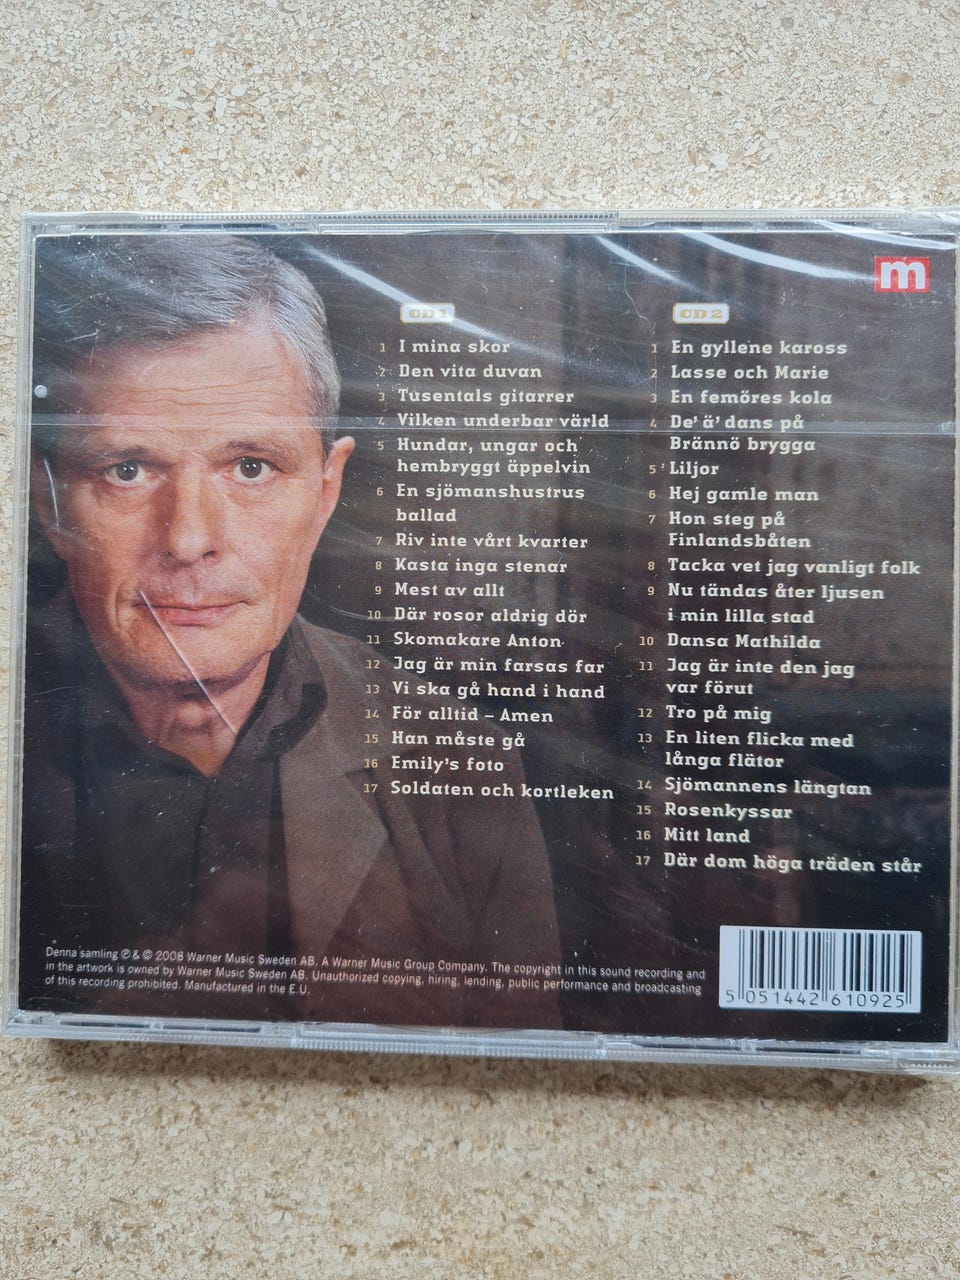 m
CD 1
1 I mina skor
2 Den vita duvan
3 Tusentals gitarrer
4 Vilken underbar värld
5 Hundar, ungar och
hembryggt äppelvin
6 En sjömanshustrus
ballad
7 Riv inte vårt kvarter
8 Kasta inga stenar
9 Mest av allt
10 Där rosor aldrig dör
11 Skomakare Anton
12 Jag är min farsas far
13 Vi ska gå hand i hand
14 För alltid – Amen
15 Han måste gå
16 Emily's foto
17 Soldaten och kortleken
CD 2
1 En gyllene kaross
2 Lasse och Marie
3 En femöres kola
4 De' ä' dans på
Brännö brygga
5 Liljor
6 Hej gamle man
7 Hon steg på
Finlandsbåten
8 Tacka vet jag vanligt folk
9 Nu tändas åter ljusen
i min lilla stad
10 Dansa Mathilda
11 Jag är inte den jag
var förut
12 Tro på mig
13 En liten flicka med
långa flätor
14 Sjömannens längtan
15 Rosenkyssar
16 Mitt land
17 Där dom höga träden står
Denna samling ℗ & © 2008 Warner Music Sweden AB. A Warner Music Group Company. The copyright in this sound recording and
in the artwork is owned by Warner Music Sweden AB. Unauthorized copying, hiring, lending, public performance and broadcasting
of this recording prohibited. Manufactured in the E.U.
5 051442 610925